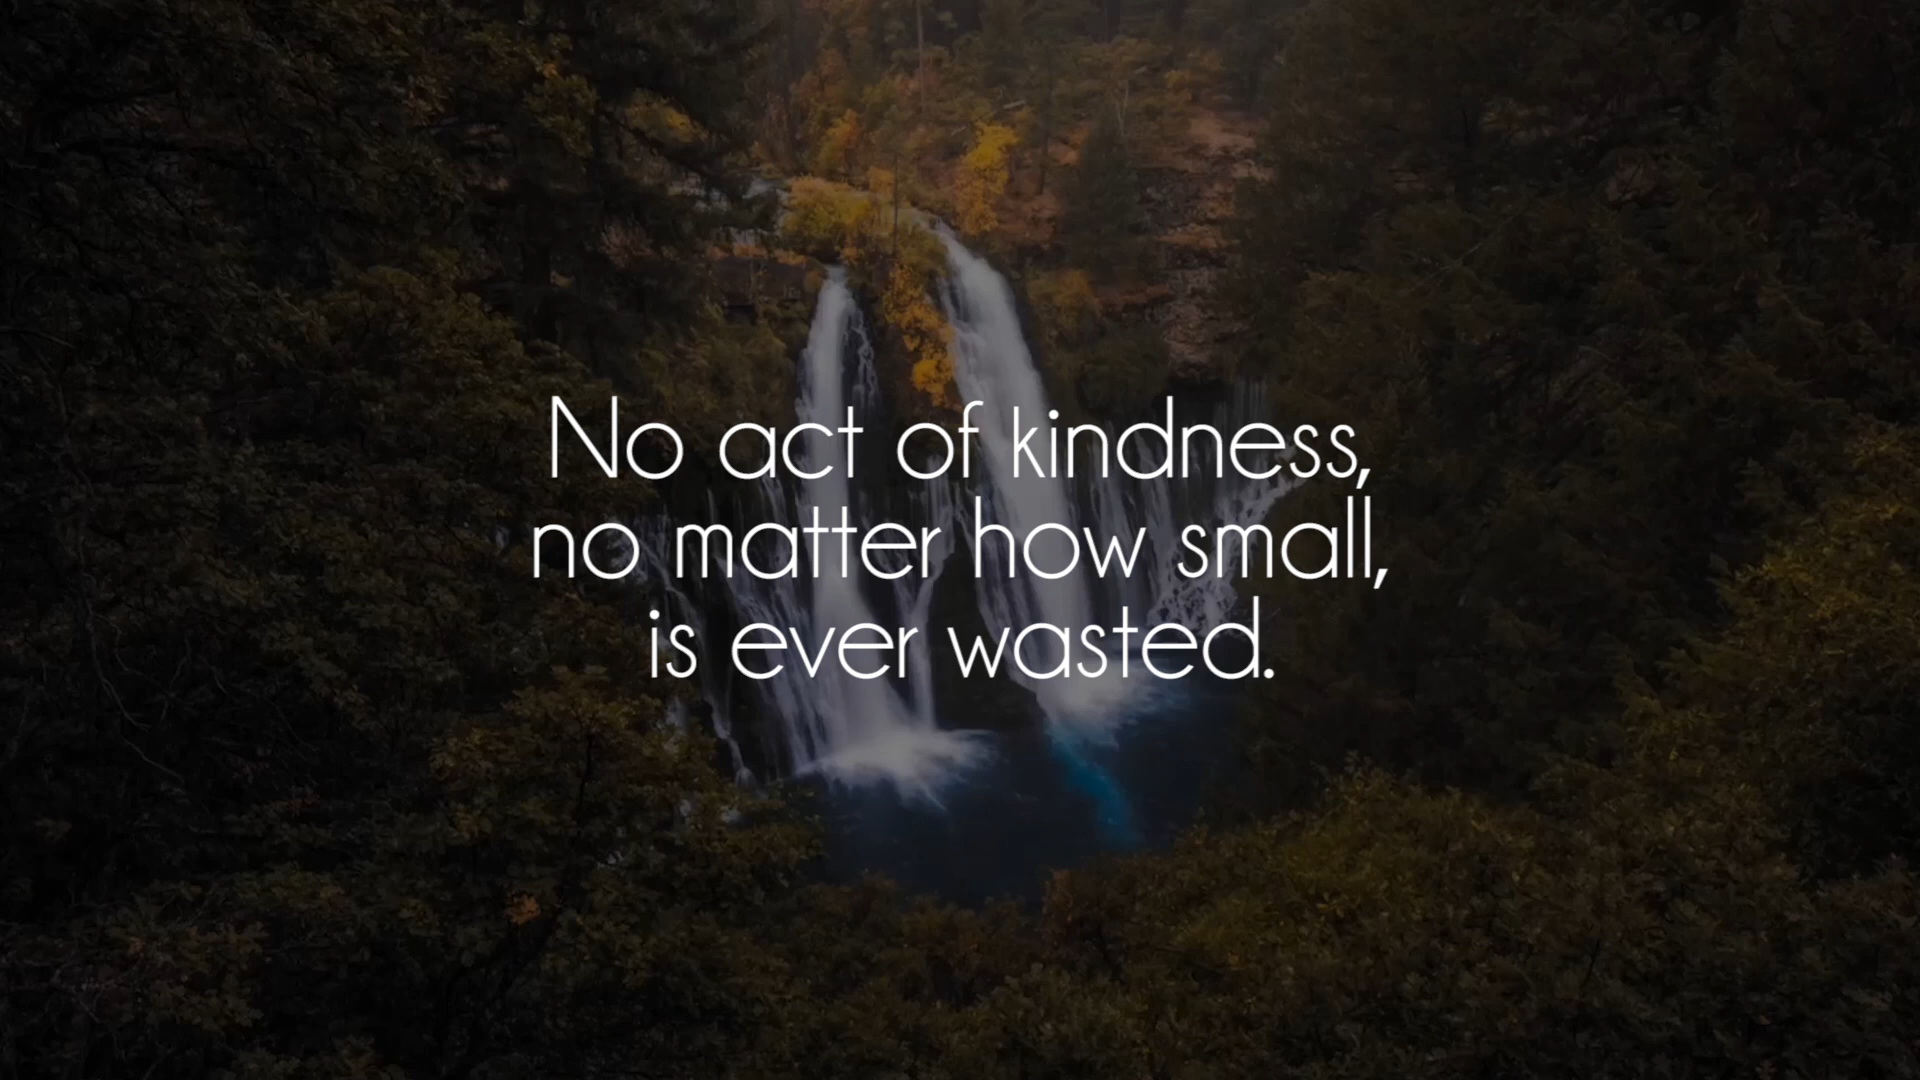 No act of kindness,
no matter how small,
is ever wasted.